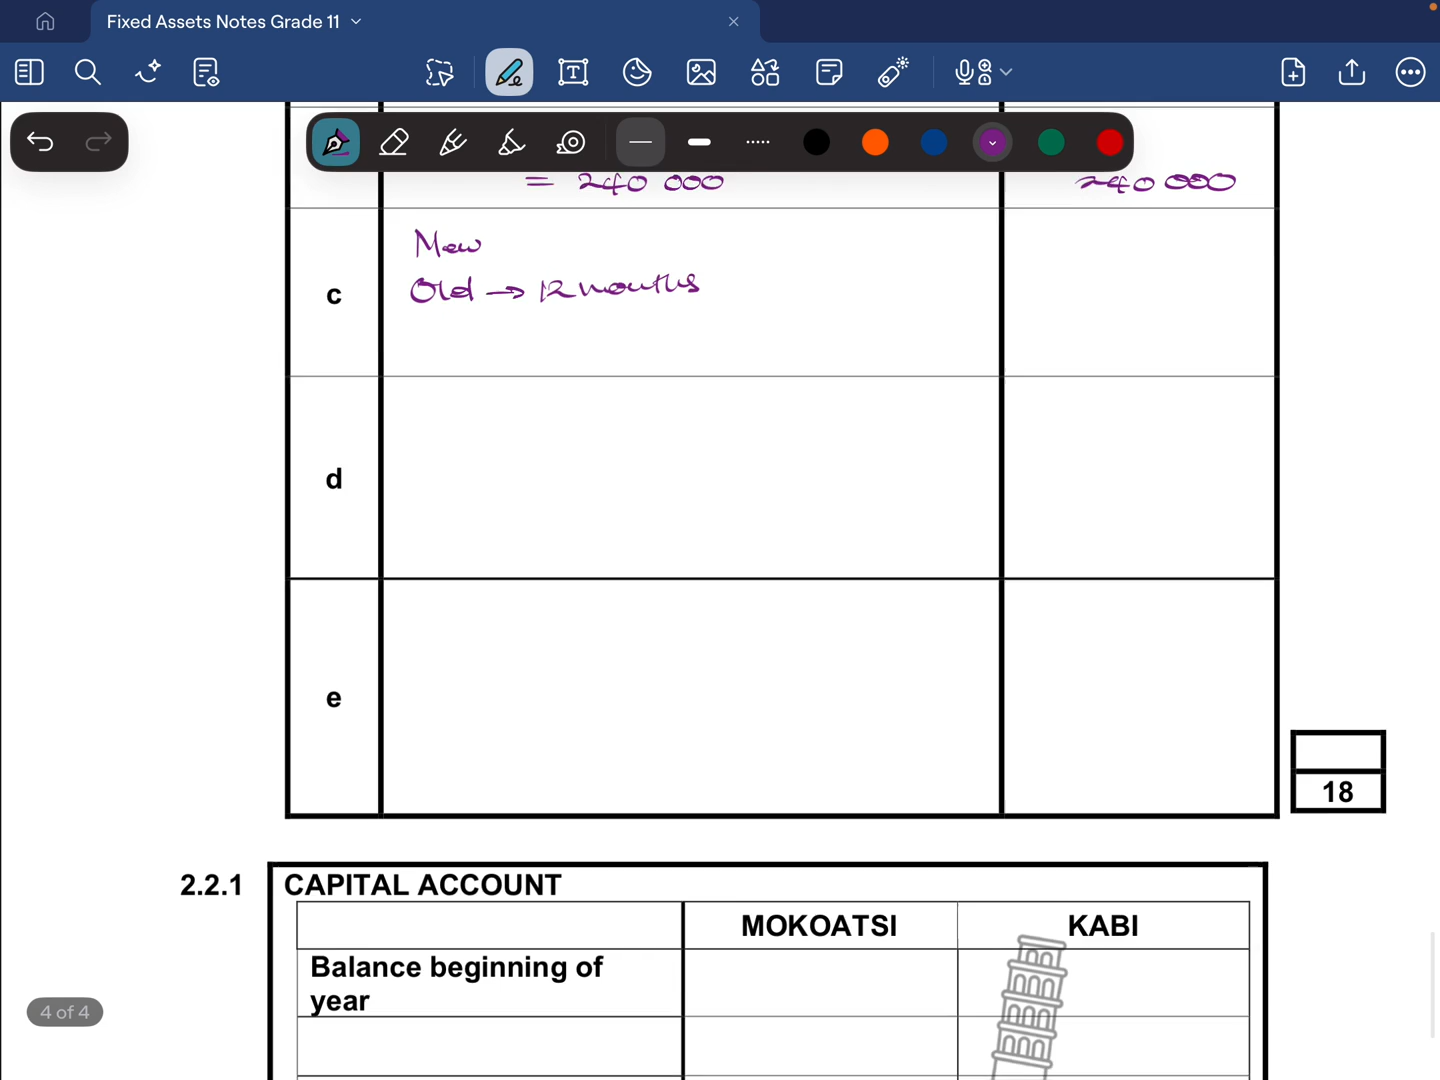 Fixed Assets Notes Grade 11
= 240 000
240 000
c
New
Old → 12 months
d
e
18
2.2.1
CAPITAL ACCOUNT
MOKOATSI
KABI
Balance beginning of
year
4 of 4